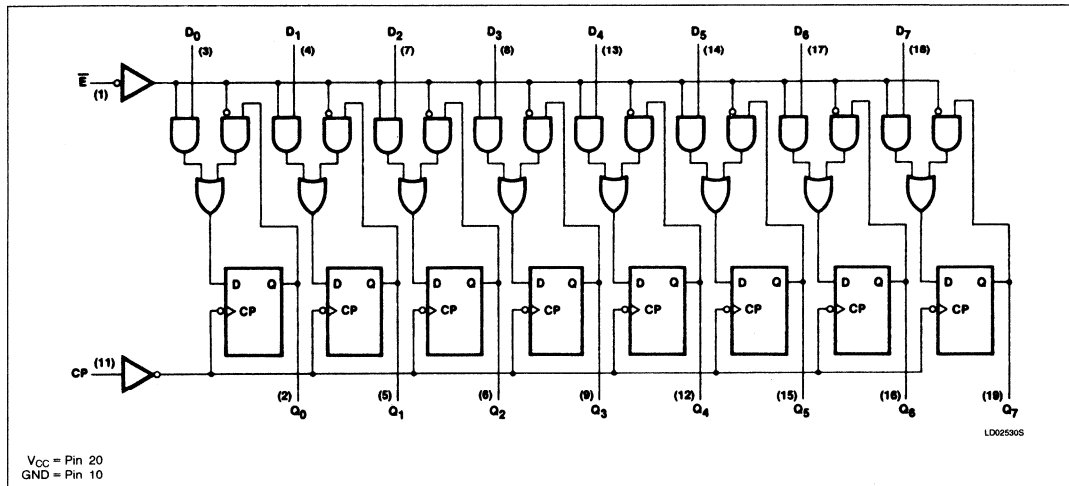 D0 D1 D2 D3 D4 D5 D6 D7
(3) (4) (7) (8) (13) (14) (17) (18)
E̅
(1)
D Q D Q D Q D Q D Q D Q D Q D Q
CP CP CP CP CP CP CP CP
CP (11)
(2) (5) (6) (9) (12) (15) (16) (19)
Q0 Q1 Q2 Q3 Q4 Q5 Q6 Q7
LD02530S
VCC = Pin 20
GND = Pin 10